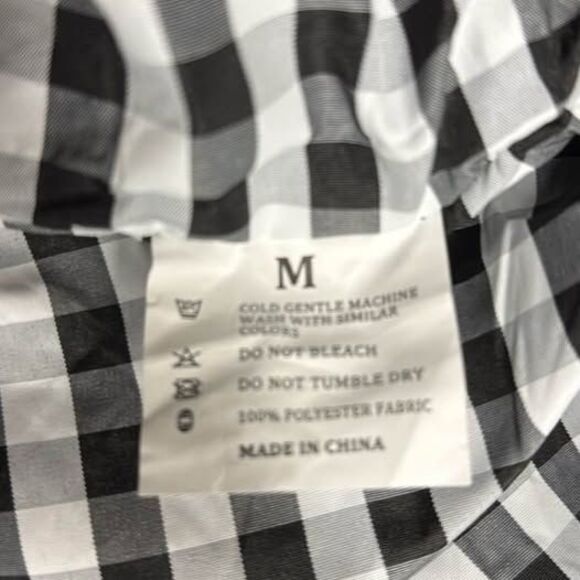 M
COLD GENTLE MACHINE
WASH WITH SIMILAR
COLORS
DO NOT BLEACH
DO NOT TUMBLE DRY
100% POLYESTER FABRIC
MADE IN CHINA